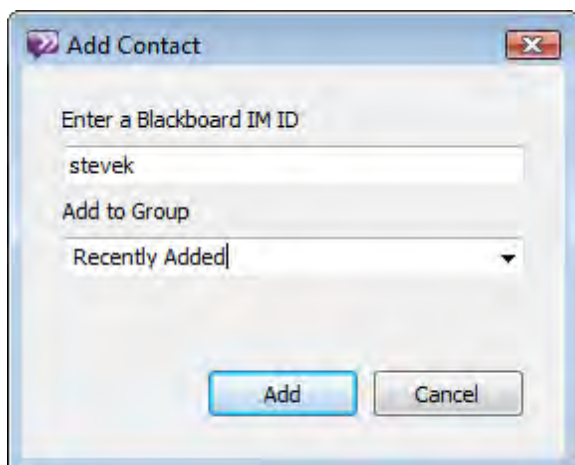 Add Contact
Enter a Blackboard IM ID
stevek
Add to Group
Recently Added
Add Cancel